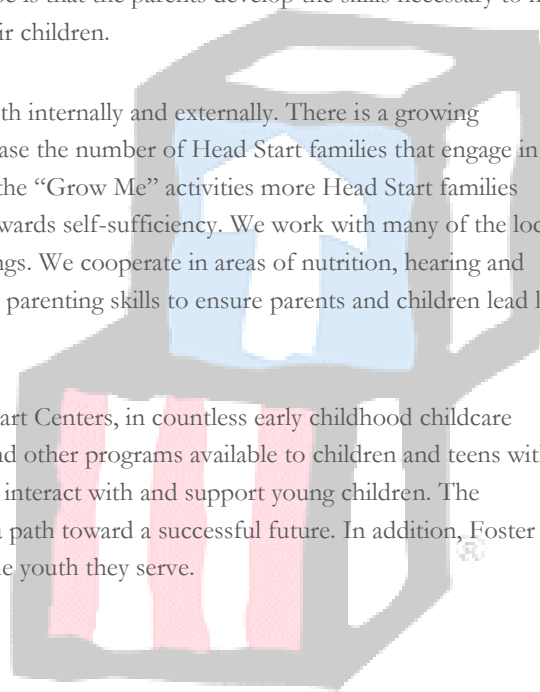 is that the parents develop the skills necessary to
ir children.
th internally and externally. There is a growing
ase the number of Head Start families that engage in
the “Grow Me” activities more Head Start families
wards self-sufficiency. We work with many of the loc
ngs. We cooperate in areas of nutrition, hearing and
parenting skills to ensure parents and children lead
art Centers, in countless early childhood childcare
nd other programs available to children and teens wit
interact with and support young children. The
path toward a successful future. In addition, Foster
e youth they serve.
®